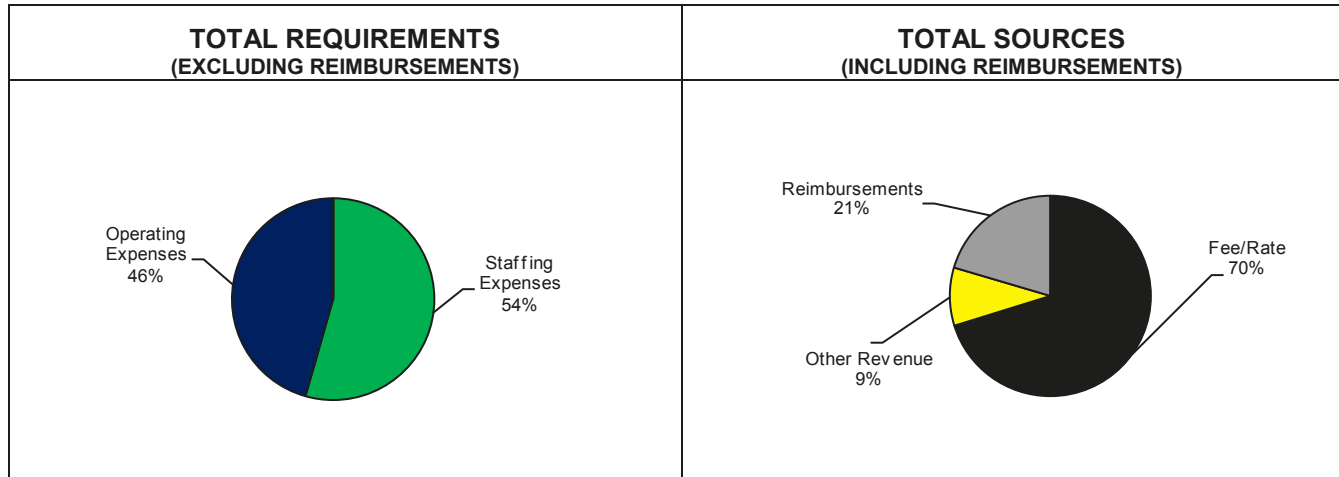 TOTAL REQUIREMENTS
(EXCLUDING REIMBURSEMENTS)
Operating
Expenses
46%
Staffing
Expenses
54%
TOTAL SOURCES
(INCLUDING REIMBURSEMENTS)
Reimbursements
21%
Fee/Rate
70%
Other Revenue
9%